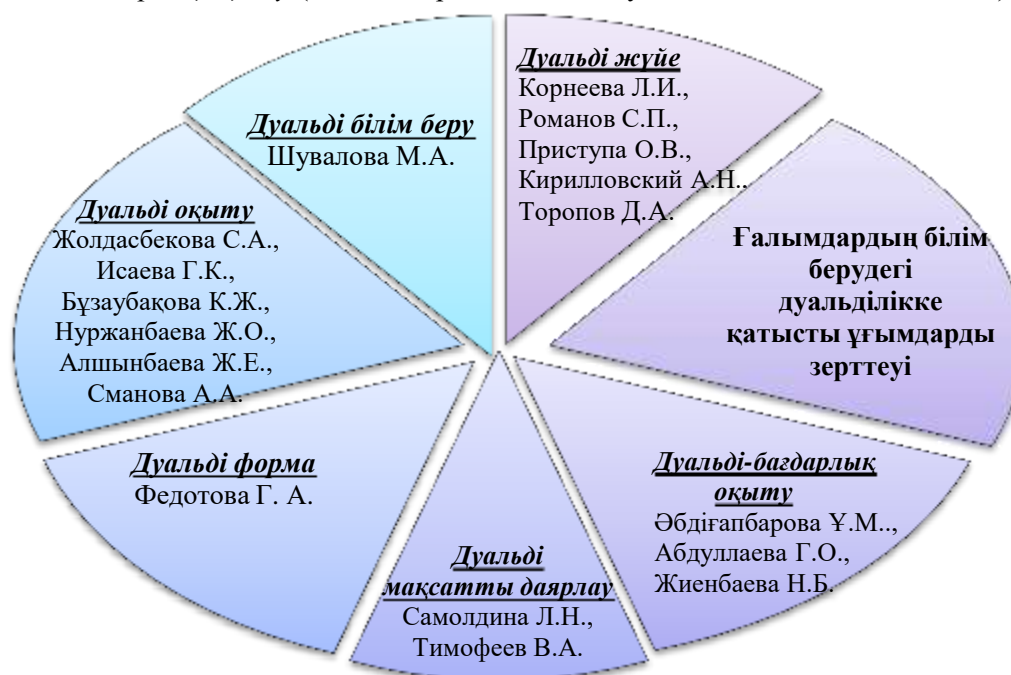 Дуальді жүйе
Корнеева Л.И.,
Романов С.П.,
Приступа О.В.,
Кирилловский А.Н..
Торопов Д.А.
Ғалымдардың білім
берудегі
дуальділікке
қатысты ұғымдарды
зерттеуі
Дуальді-бағдарлық
оқыту
Әбдіғапбарова Ұ.М..,
Абдуллаева Г.О.,
Жиенбаева Н.Б.
Дуальді
мақсатты даярлау
Самолдина Л.Н.,
Тимофеев В.А.
Дуальді форма
Федотова Г. А.
Дуальді оқыту
Жолдасбекова С.А.,
Исаева Г.К.,
Бұзаубақова К.Ж.,
Нуржанбаева Ж.О.,
Алшынбаева Ж.Е.,
Сманова А.А.
Дуальді білім беру
Шувалова М.А.